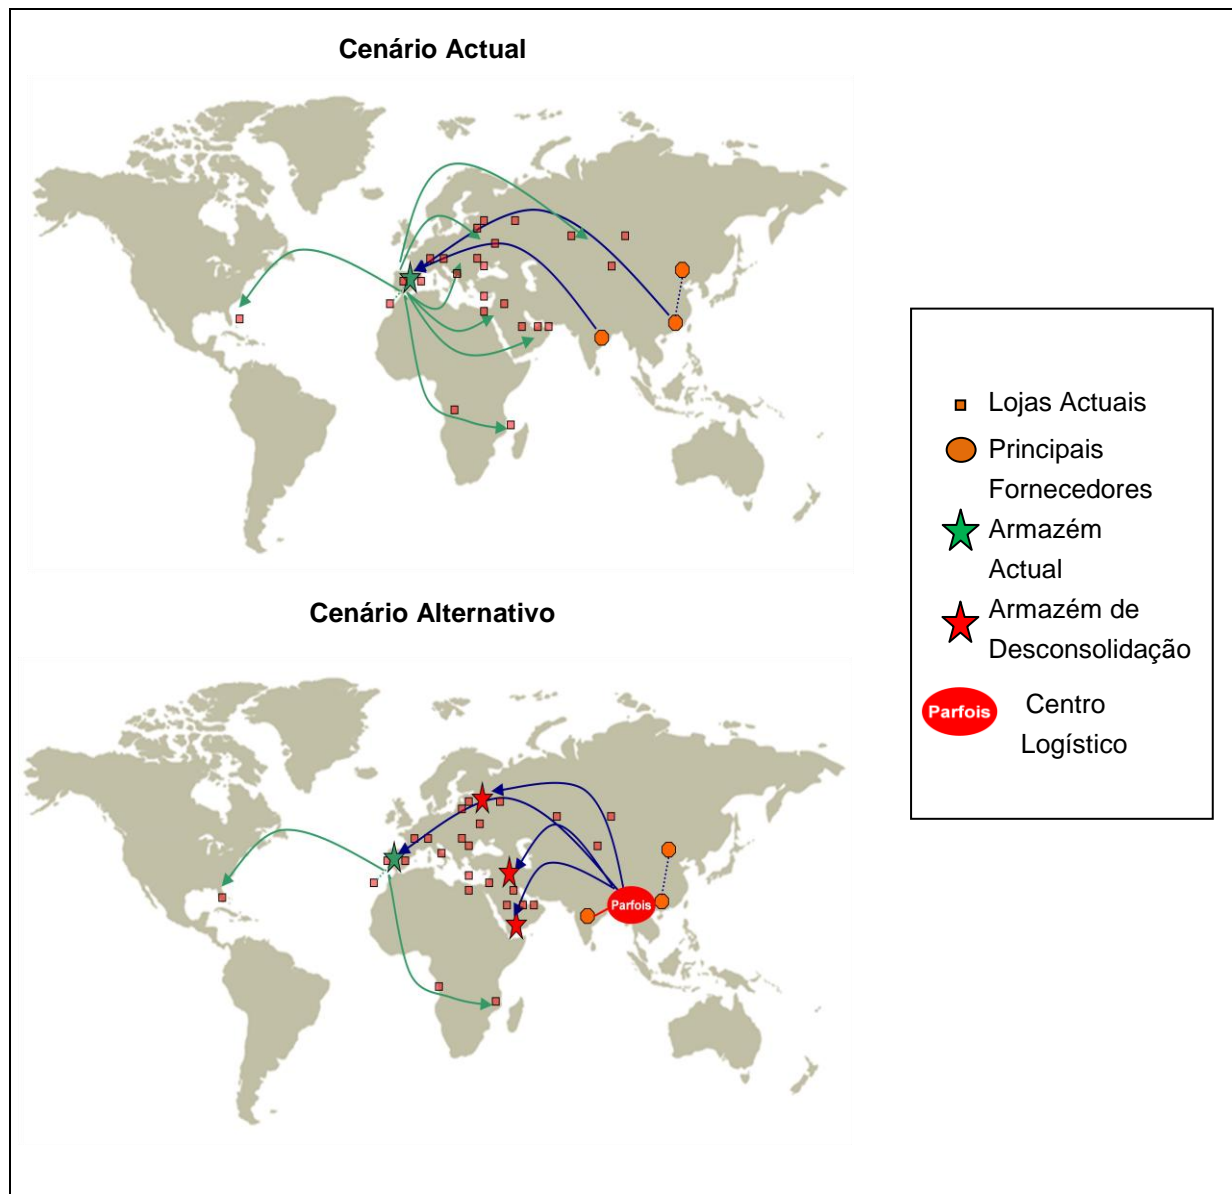 Cenário Actual
Cenário Alternativo
Parfois
Lojas Actuais
Principais
Fornecedores
Armazém
Actual
Armazém de
Desconsolidação
Parfois
Centro
Logístico